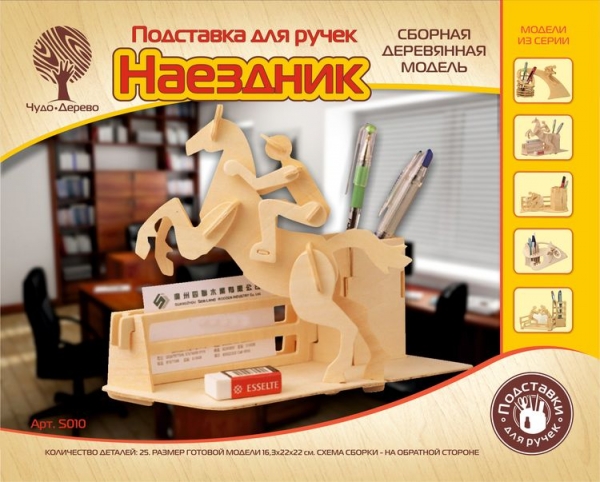 Подставка для ручек
Наездник
СБОРНАЯ
ДЕРЕВЯННАЯ
МОДЕЛЬ
МОДЕЛИ
ИЗ СЕРИИ
Чудо•Дерево
ESSELTE
Арт. S010
Подставки
для ручек
КОЛИЧЕСТВО ДЕТАЛЕЙ: 25. РАЗМЕР ГОТОВОЙ МОДЕЛИ 16,3х22х22 см. СХЕМА СБОРКИ - НА ОБРАТНОЙ СТОРОНЕ